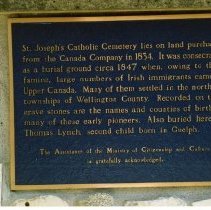 St. Joseph's Catholic Cemetery lies on land purch
from the Canada Company in 1854. It was consecr
as a burial ground circa 1847 when, owing to th
famine, large numbers of Irish immigrants came
Upper Canada. Many of them settled in the north
townships of Wellington County. Recorded on th
grave stones are the names and counties of birth
many of these early pioneers. Also buried here
Thomas Lynch, second child born in Guelph.
The Assistance of the Ministry of Citizenship and Cultur
is gratefully acknowledged.